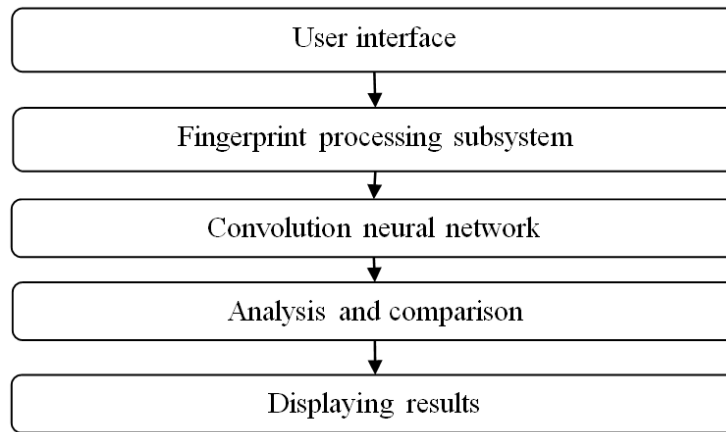 User interface
Fingerprint processing subsystem
Convolution neural network
Analysis and comparison
Displaying results